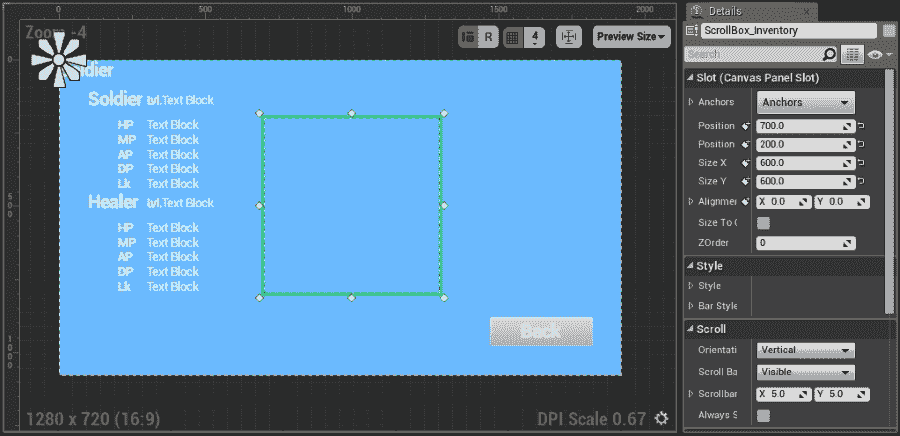 0 500 1000 1500 2000
Zoom -4
R
4
Preview Size
0
500
1000
ldier
Soldier lvl.Text Block
HP Text Block
MP Text Block
AP Text Block
DP Text Block
Lk Text Block
Healer lvl.Text Block
HP Text Block
MP Text Block
AP Text Block
DP Text Block
Lk Text Block
Back
1280 x 720 (16:9)
DPI Scale 0.67
Details
ScrollBox_Inventory
Search
Slot (Canvas Panel Slot)
Anchors Anchors
Position 700.0
Position 200.0
Size X 600.0
Size Y 600.0
Alignme X 0.0 Y 0.0
Size To C
ZOrder 0
Style
Style
Bar Style
Scroll
Orientati Vertical
Scroll Ba Visible
Scrollbar X 5.0 Y 5.0
Always S